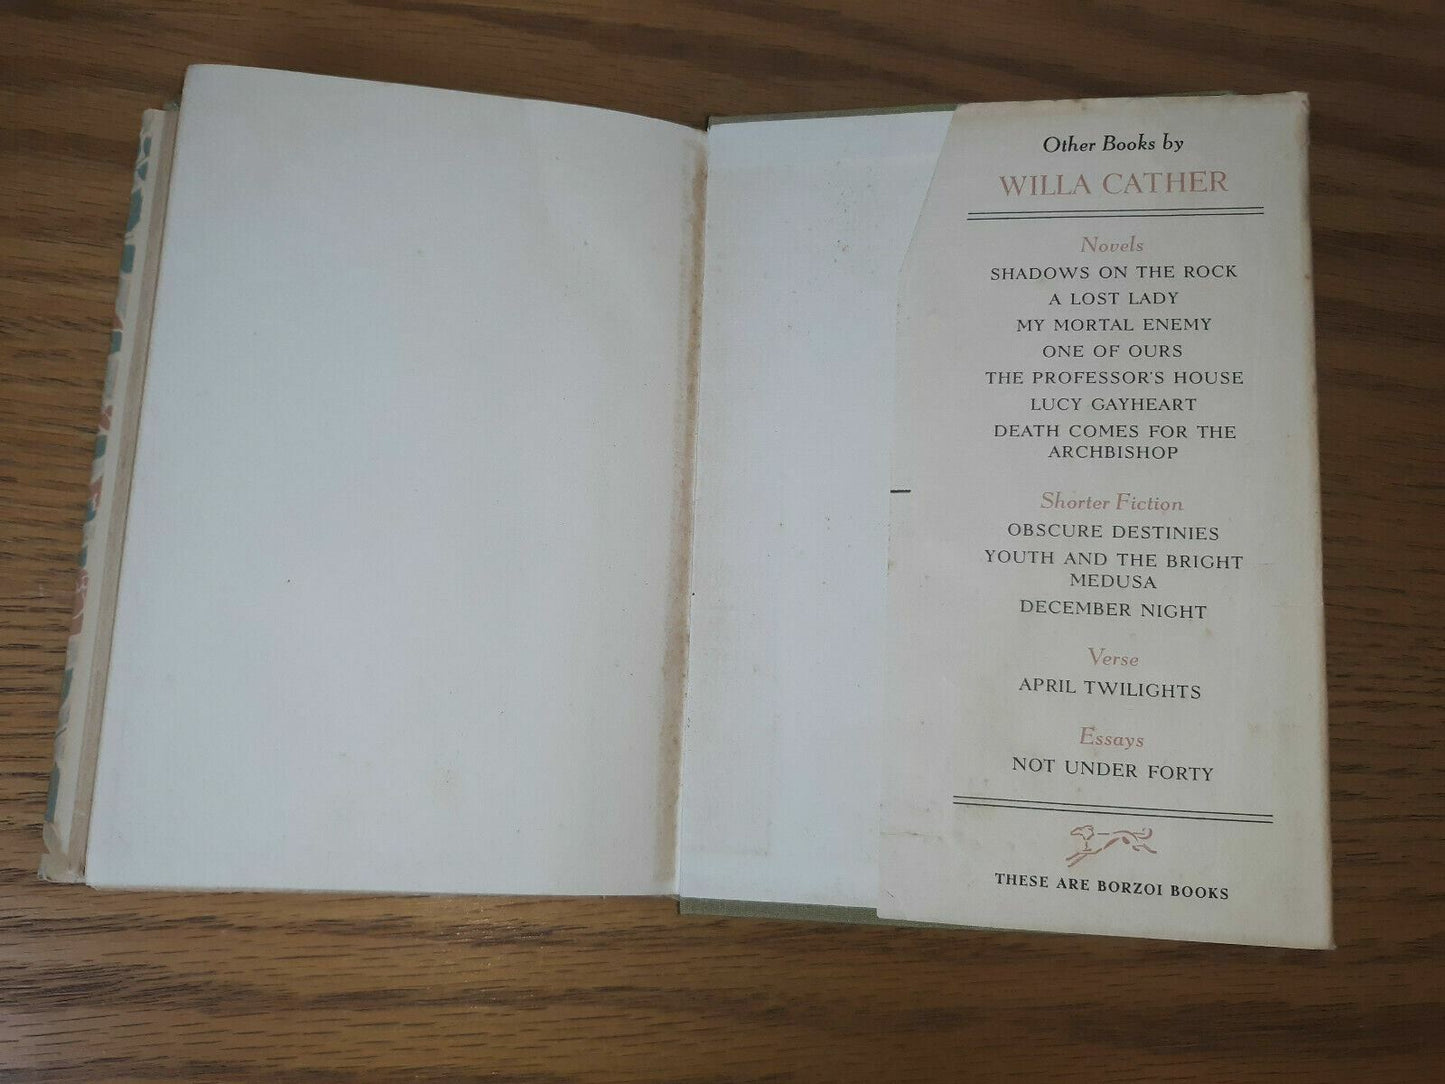 Other Books by
WILLA CATHER
Novels
SHADOWS ON THE ROCK
A LOST LADY
MY MORTAL ENEMY
ONE OF OURS
THE PROFESSOR'S HOUSE
LUCY GAYHEART
DEATH COMES FOR THE
ARCHBISHOP
Shorter Fiction
OBSCURE DESTINIES
YOUTH AND THE BRIGHT
MEDUSA
DECEMBER NIGHT
Verse
APRIL TWILIGHTS
Essays
NOT UNDER FORTY
THESE ARE BORZOI BOOKS